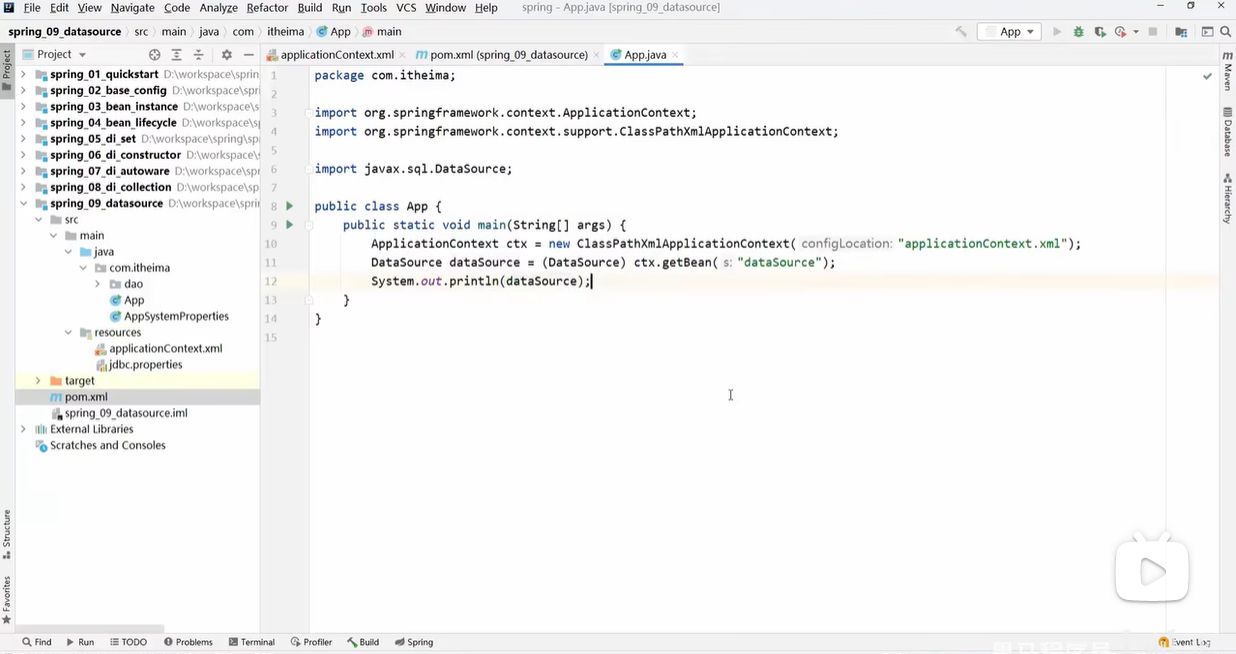 File Edit View Navigate Code Analyze Refactor Build Run Tools VCS Window Help spring - App.java [spring_09_datasource]
spring_09_datasource src main java com itheima App main App
Project
applicationContext.xml pom.xml (spring_09_datasource) App.java
Project
spring_01_quickstart D:\workspace\sprin
spring_02_base_config D:\workspace\spr
spring_03_bean_instance D:\workspace\s
spring_04_bean_lifecycle D:\workspace\s
spring_05_di_set D:\workspace\spring\sp
spring_06_di_constructor D:\workspace\s
spring_07_di_autoware D:\workspace\spr
spring_08_di_collection D:\workspace\sp
spring_09_datasource D:\workspace\spri
src
main
java
com.itheima
dao
App
AppSystemProperties
resources
applicationContext.xml
jdbc.properties
target
pom.xml
spring_09_datasource.iml
External Libraries
Scratches and Consoles
1 package com.itheima;
2
3 import org.springframework.context.ApplicationContext;
4 import org.springframework.context.support.ClassPathXmlApplicationContext;
5
6 import javax.sql.DataSource;
7
8 public class App {
9 public static void main(String[] args) {
10 ApplicationContext ctx = new ClassPathXmlApplicationContext( configLocation: "applicationContext.xml");
11 DataSource dataSource = (DataSource) ctx.getBean( s: "dataSource");
12 System.out.println(dataSource);
13 }
14 }
15
Maven
Database
Hierarchy
Structure
Favorites
Find Run TODO Problems Terminal Profiler Build Spring Event Log